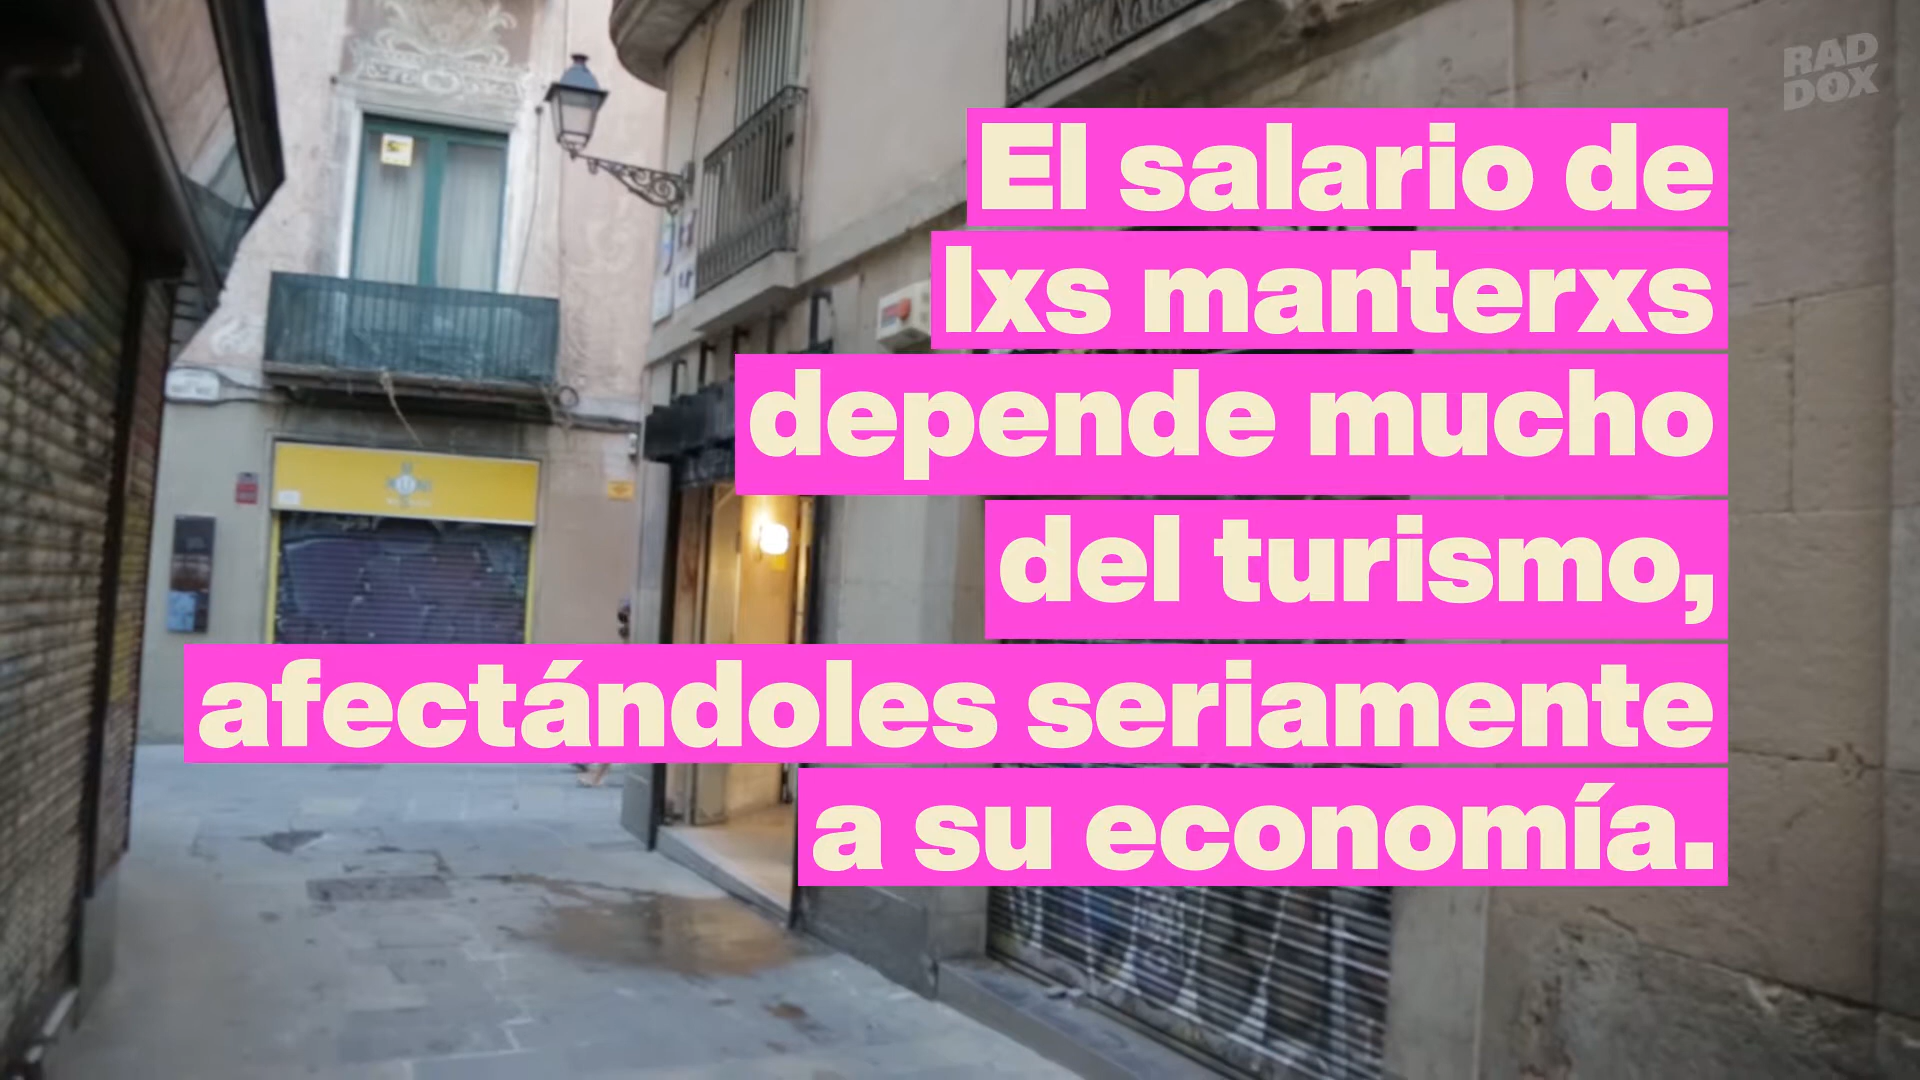 RAD
DOX
El salario de
lxs manterxs
depende mucho
del turismo,
afectándoles seriamente
a su economía.